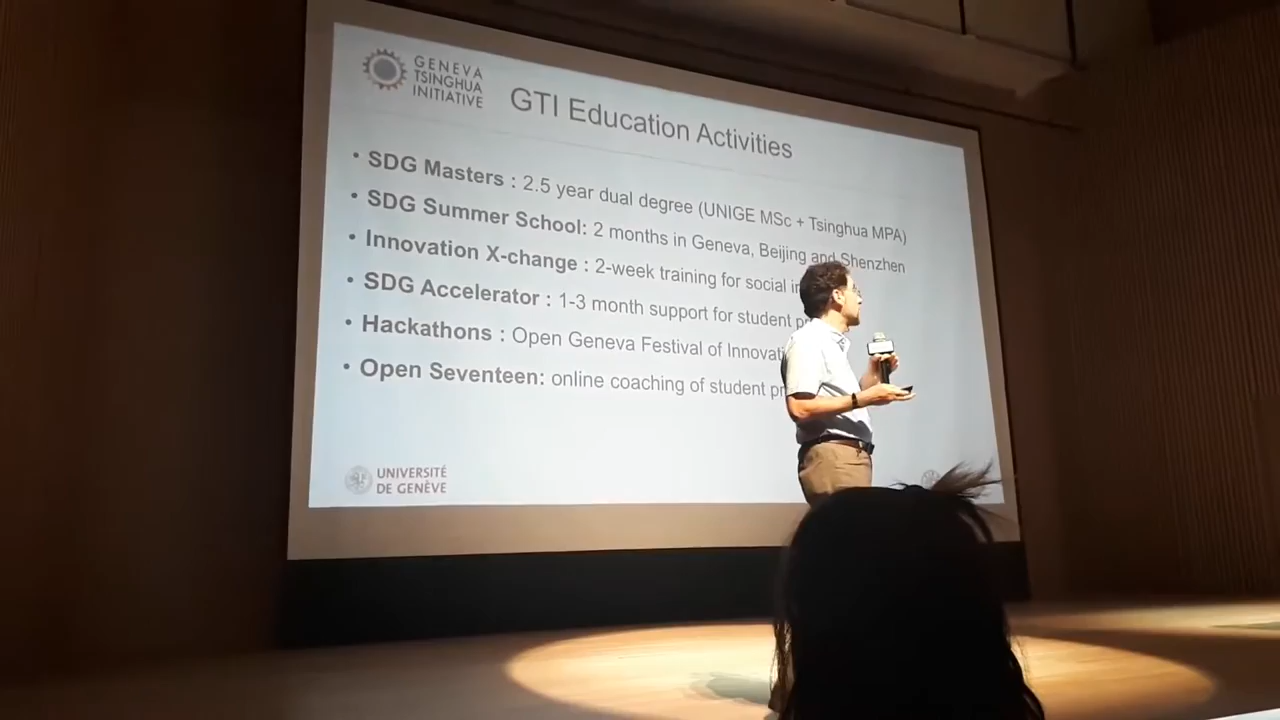 GENEVA
TSINGHUA
INITIATIVE
GTI Education Activities
• SDG Masters : 2.5 year dual degree (UNIGE MSc + Tsinghua MPA)
• SDG Summer School: 2 months in Geneva, Beijing and Shenzhen
• Innovation X-change : 2-week training for social
• SDG Accelerator : 1-3 month support for student
• Hackathons : Open Geneva Festival of
• Open Seventeen: online coaching of student
UNIVERSITÉ
DE GENÈVE